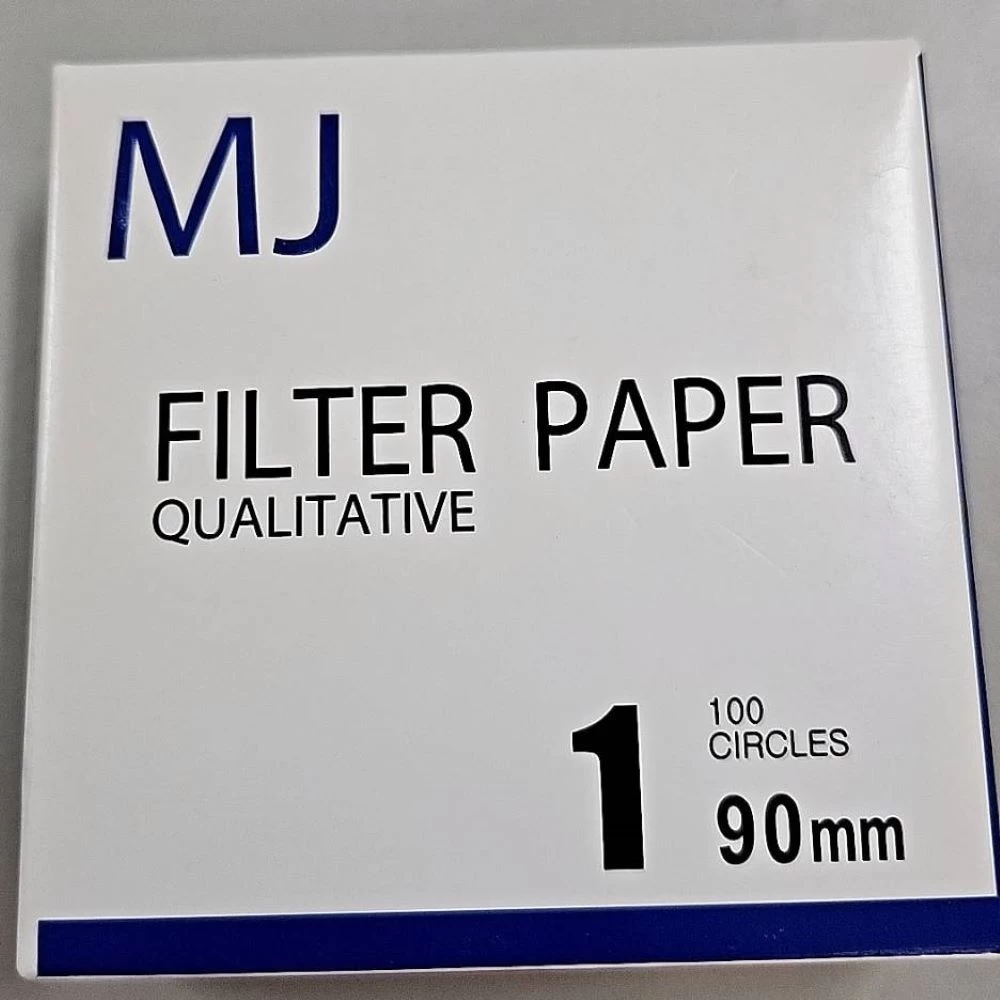 MJ
FILTER PAPER
QUALITATIVE
1
100
CIRCLES
90mm